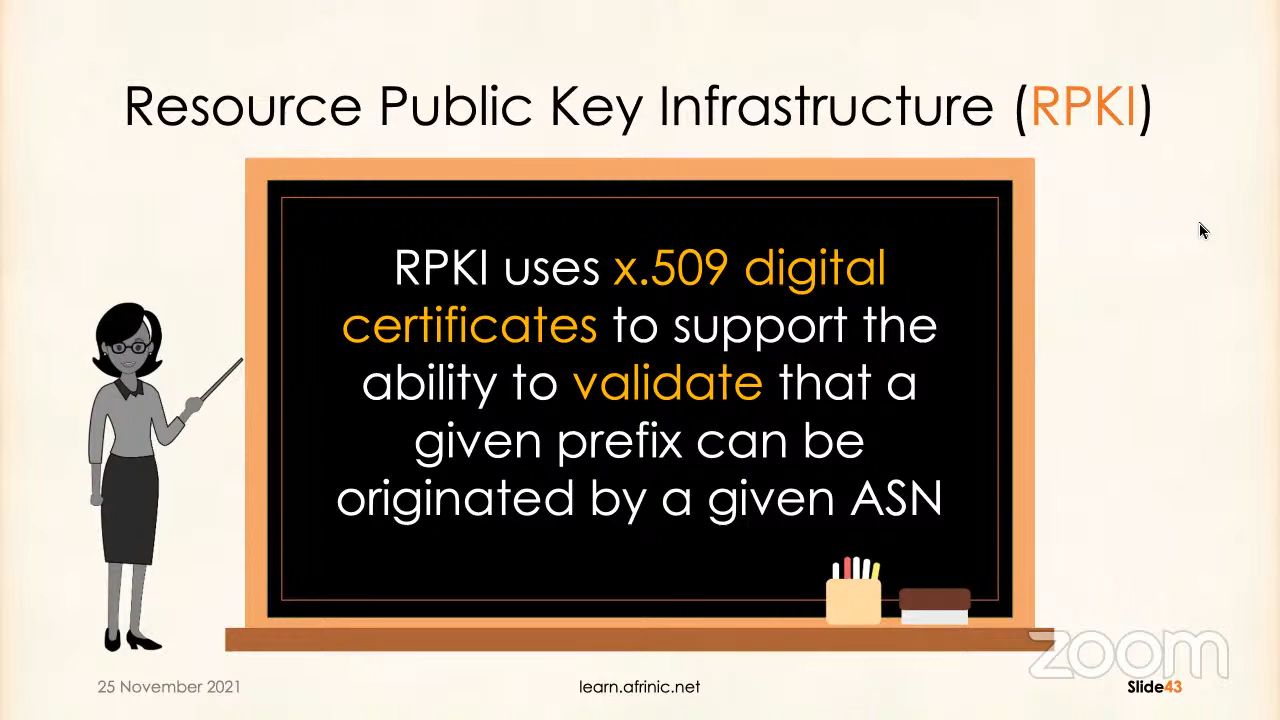 Resource Public Key Infrastructure (RPKI)
RPKI uses x.509 digital
certificates to support the
ability to validate that a
given prefix can be
originated by a given ASN
zoom
25 November 2021
learn.afrinic.net
Slide43